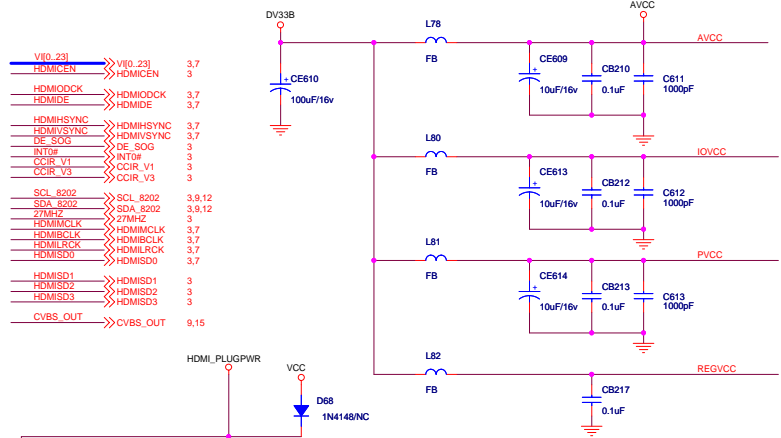 DV33B
AVCC
L78
FB
AVCC
CE610
100uF/16v
CE609
10uF/16v
CB210
0.1uF
C611
1000pF
VI[0..23] VI[0..23] 3,7
HDMICEN HDMICEN 3
HDMIODCK HDMIODCK 3,7
HDMIDE HDMIDE 3,7
HDMIHSYNC HDMIHSYNC 3,7
HDMIVSYNC HDMIVSYNC 3,7
DE_SOG DE_SOG 3
INT0# INT0# 3
CCIR_V1 CCIR_V1 3
CCIR_V3 CCIR_V3 3
SCL_8202 SCL_8202 3,9,12
SDA_8202 SDA_8202 3,9,12
27MHZ 27MHZ 3
HDMIMCLK HDMIMCLK 3,7
HDMIBCLK HDMIBCLK 3,7
HDMILRCK HDMILRCK 3,7
HDMISD0 HDMISD0 3,7
HDMISD1 HDMISD1 3
HDMISD2 HDMISD2 3
HDMISD3 HDMISD3 3
CVBS_OUT CVBS_OUT 9,15
L80
FB
IOVCC
CE613
10uF/16v
CB212
0.1uF
C612
1000pF
L81
FB
PVCC
CE614
10uF/16v
CB213
0.1uF
C613
1000pF
L82
FB
REGVCC
CB217
0.1uF
HDMI_PLUGPWR
VCC
D68
1N4148/NC